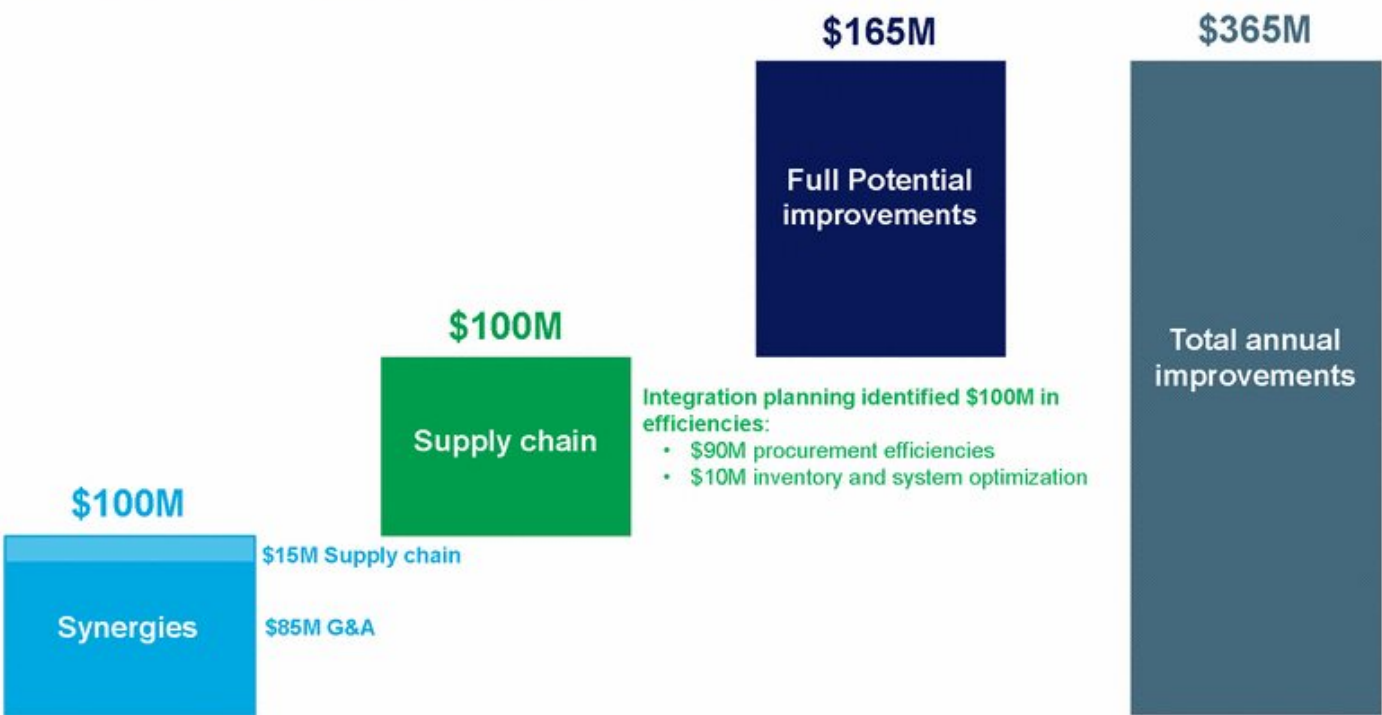 $165M
$365M
Full Potential
improvements
$100M
Supply chain
Integration planning identified $100M in
efficiencies:
• $90M procurement efficiencies
• $10M inventory and system optimization
Total annual
improvements
$100M
$15M Supply chain
Synergies
$85M G&A